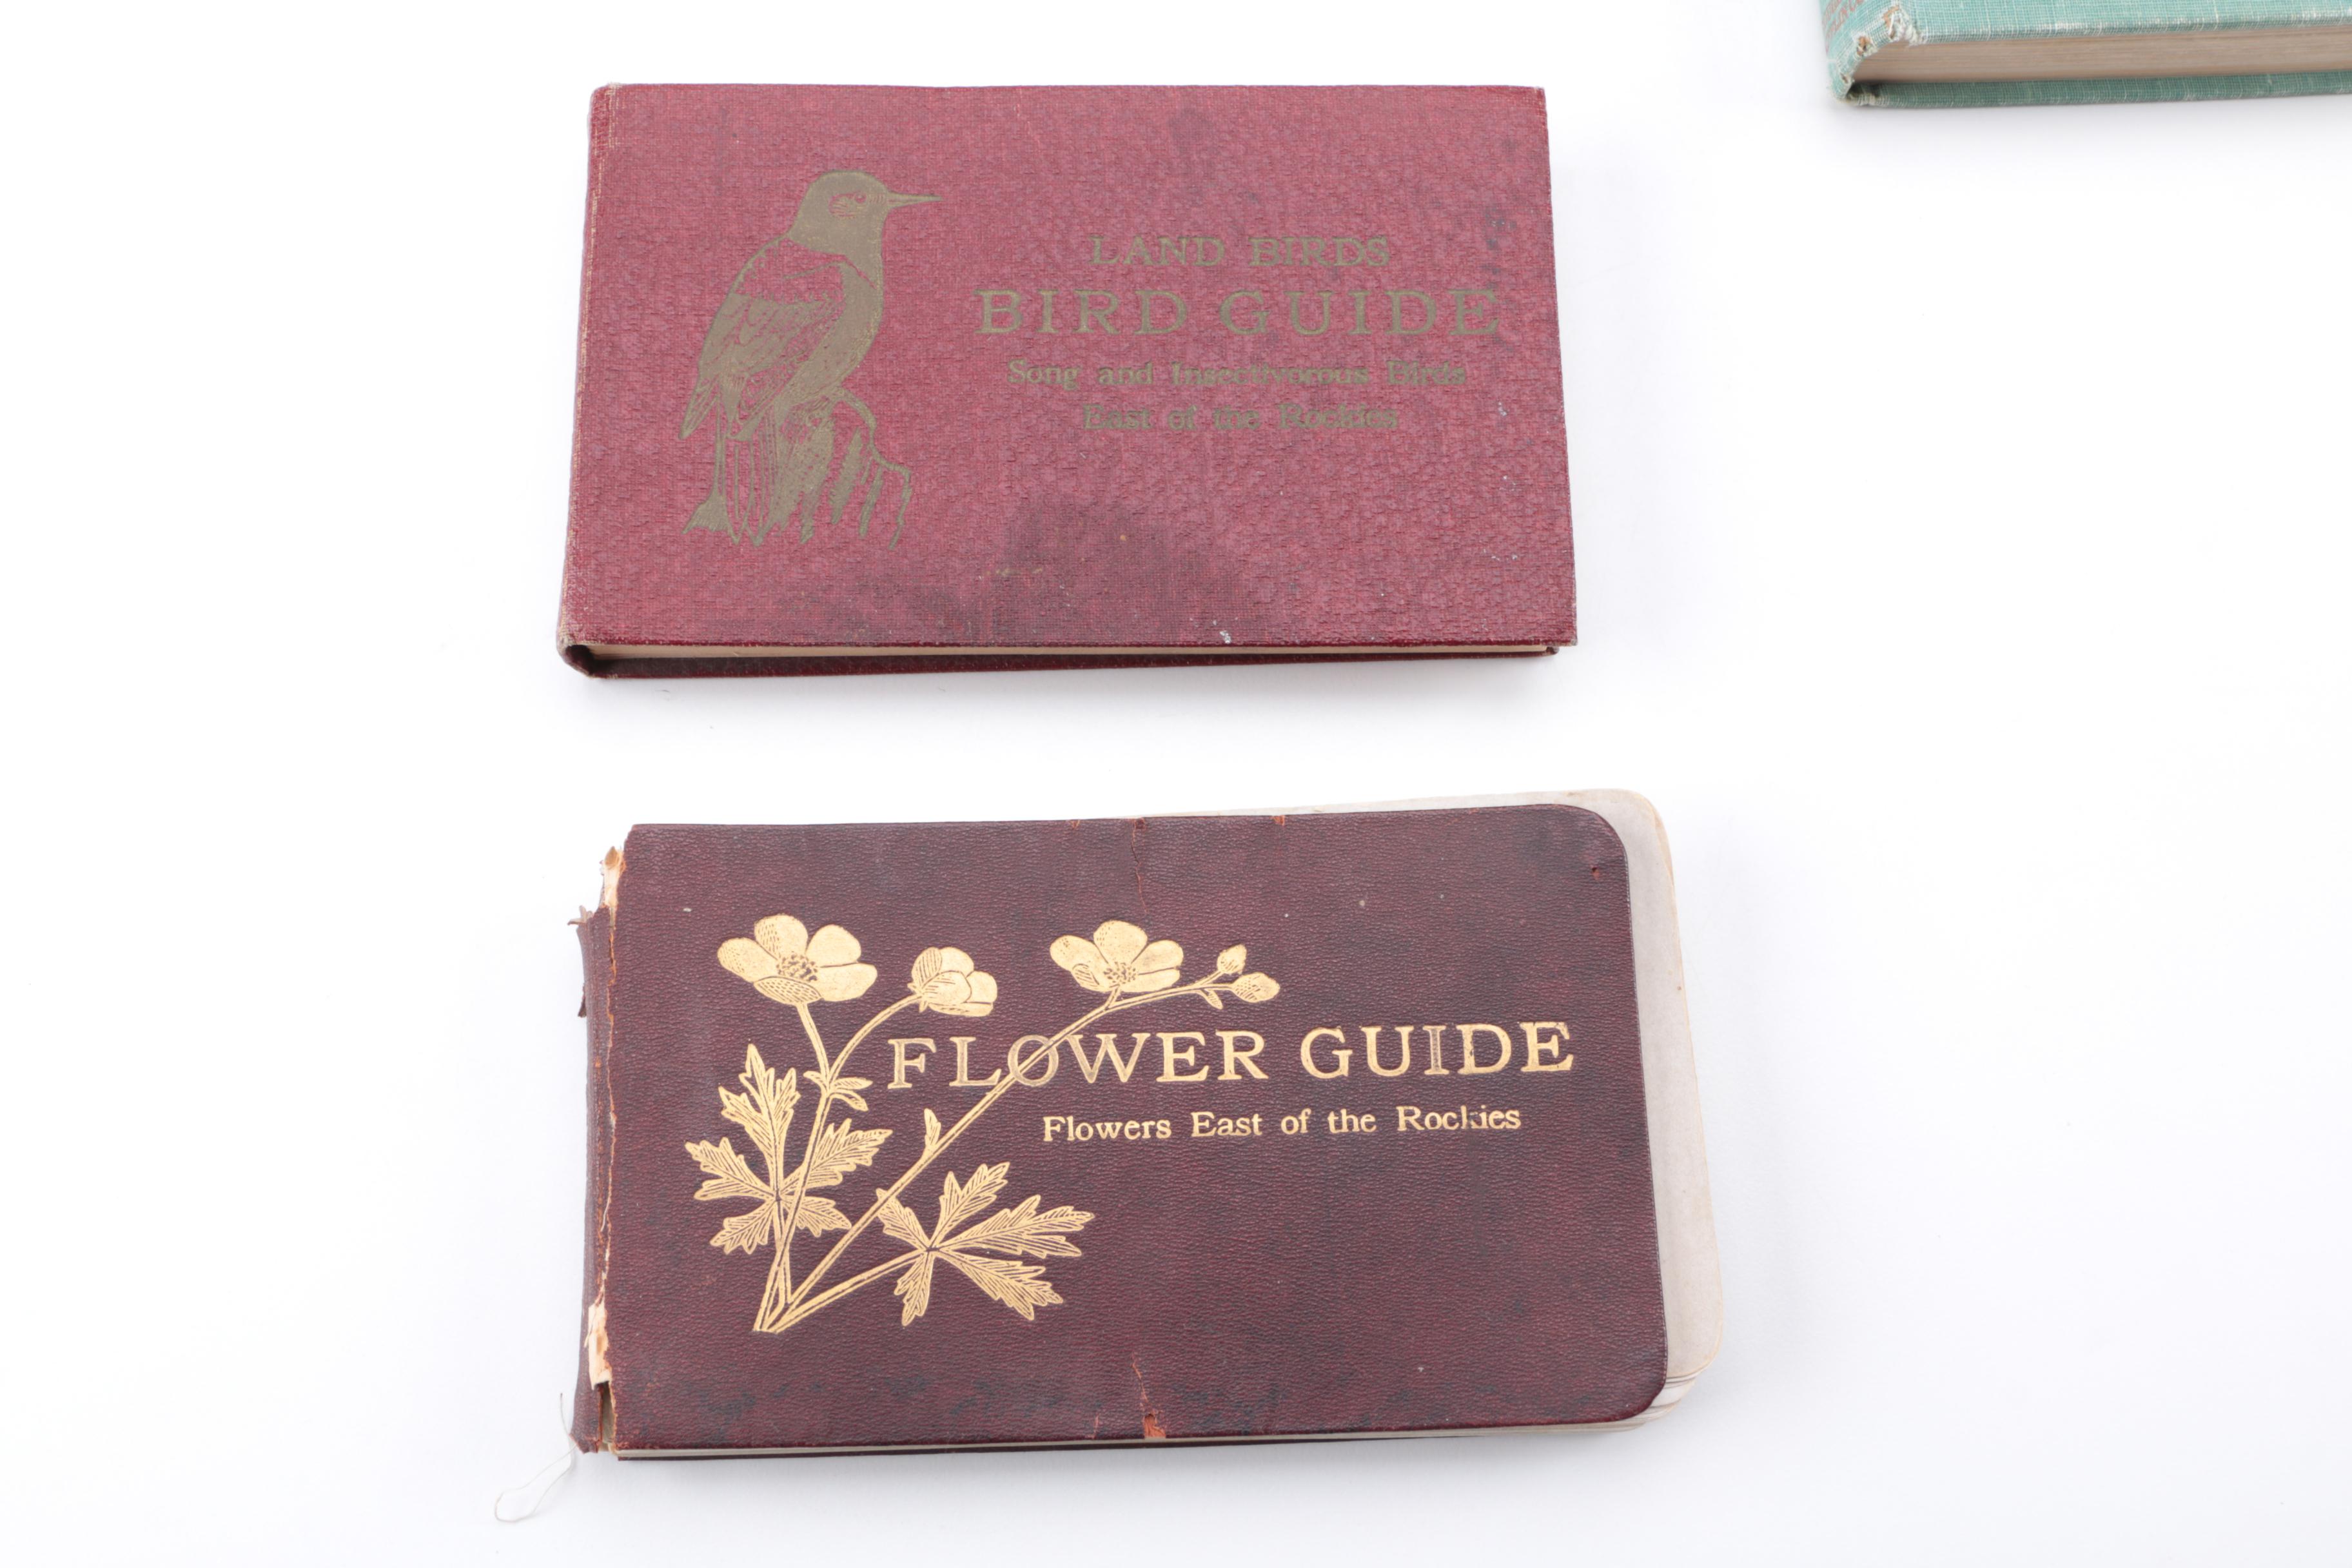 LAND BIRDS
BIRD GUIDE
Song and Insectivorous Birds
East of the Rockies
FLOWER GUIDE
Flowers East of the Rockies